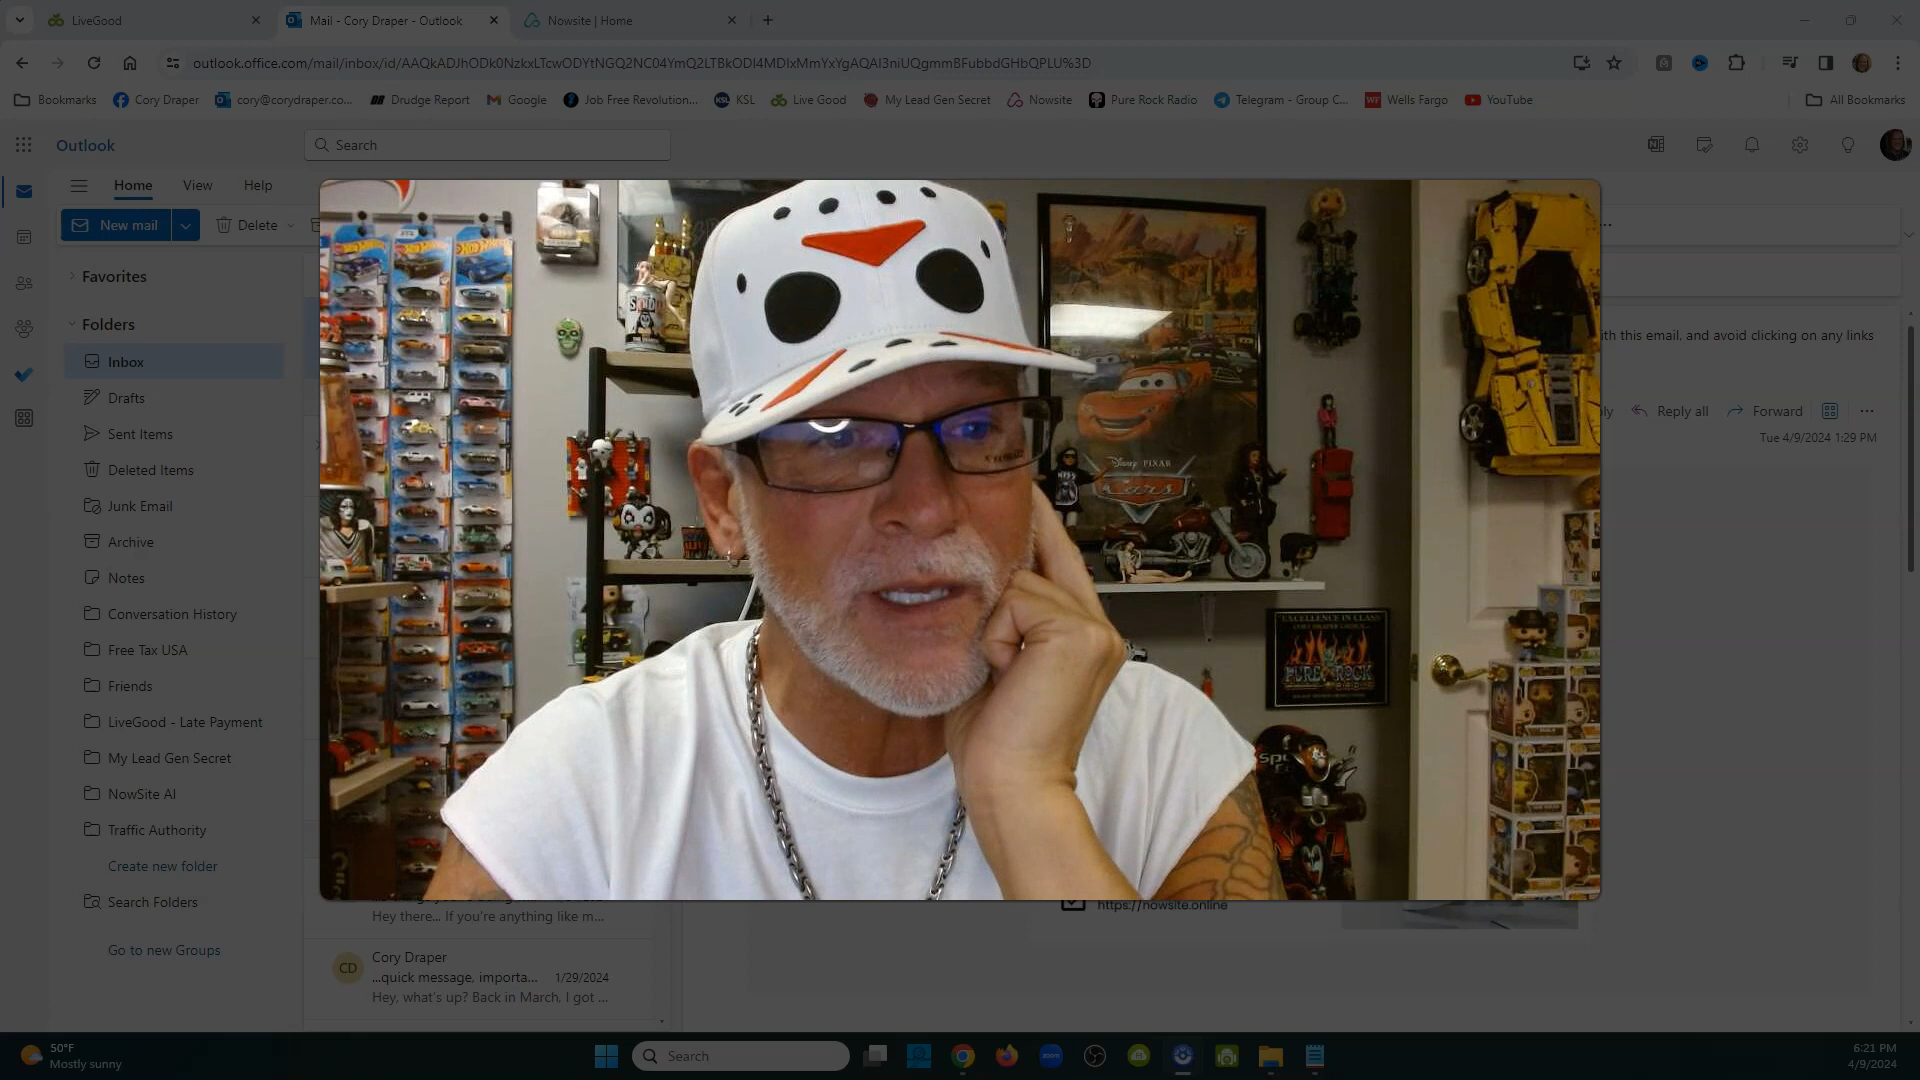 LiveGood
Mail - Cory Draper - Outlook
Nowsite | Home
outlook.office.com/mail/inbox/id/AAQkADJhODk0NzkxLTcwODYtNGQ2NC04YmQ2LTBkODI4MDIxMmYxYgAQAI3niUQgmmBFubbdGHbQPLU%3D
Bookmarks
Cory Draper
cory@corydraper.co...
Drudge Report
Google
Job Free Revolution...
KSL
Live Good
My Lead Gen Secret
Nowsite
Pure Rock Radio
Telegram - Group C...
Wells Fargo
YouTube
All Bookmarks
Outlook
Search
Home
View
Help
New mail
Delete
Favorites
Folders
Inbox
Drafts
Sent Items
Deleted Items
Junk Email
Archive
Notes
Conversation History
Free Tax USA
Friends
LiveGood - Late Payment
My Lead Gen Secret
NowSite AI
Traffic Authority
Create new folder
Search Folders
Go to new Groups
with this email, and avoid clicking on any links
Reply all
Forward
Tue 4/9/2024 1:29 PM
SODA
DISNEY PIXAR
Cars
EXCELLENCE IN CLASS
PURE ROCK
Hey there... If you're anything like m...
https://nowsite.online
CD
Cory Draper
...quick message, importa...
1/29/2024
Hey, what's up? Back in March, I got ...
50°F
Mostly sunny
Search
zoom
6:21 PM
4/9/2024